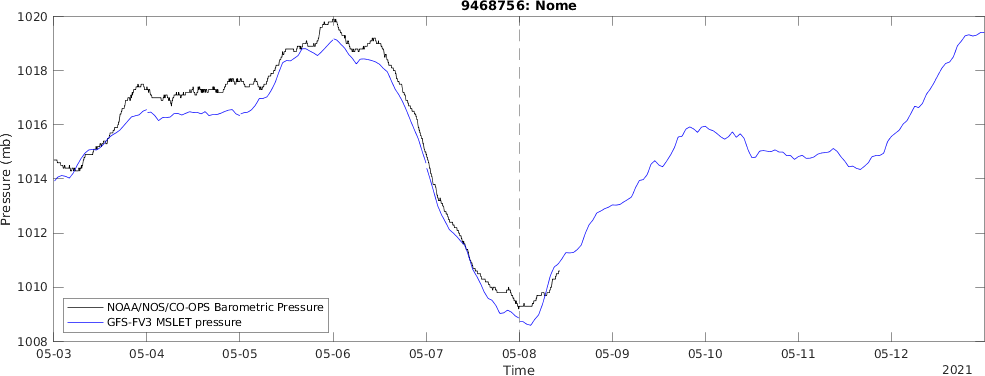 9468756: Nome
1020
1018
1016
1014
1012
1010
1008
Pressure (mb)
NOAA/NOS/CO-OPS Barometric Pressure
GFS-FV3 MSLET pressure
05-03 05-04 05-05 05-06 05-07 05-08 05-09 05-10 05-11 05-12
Time
2021